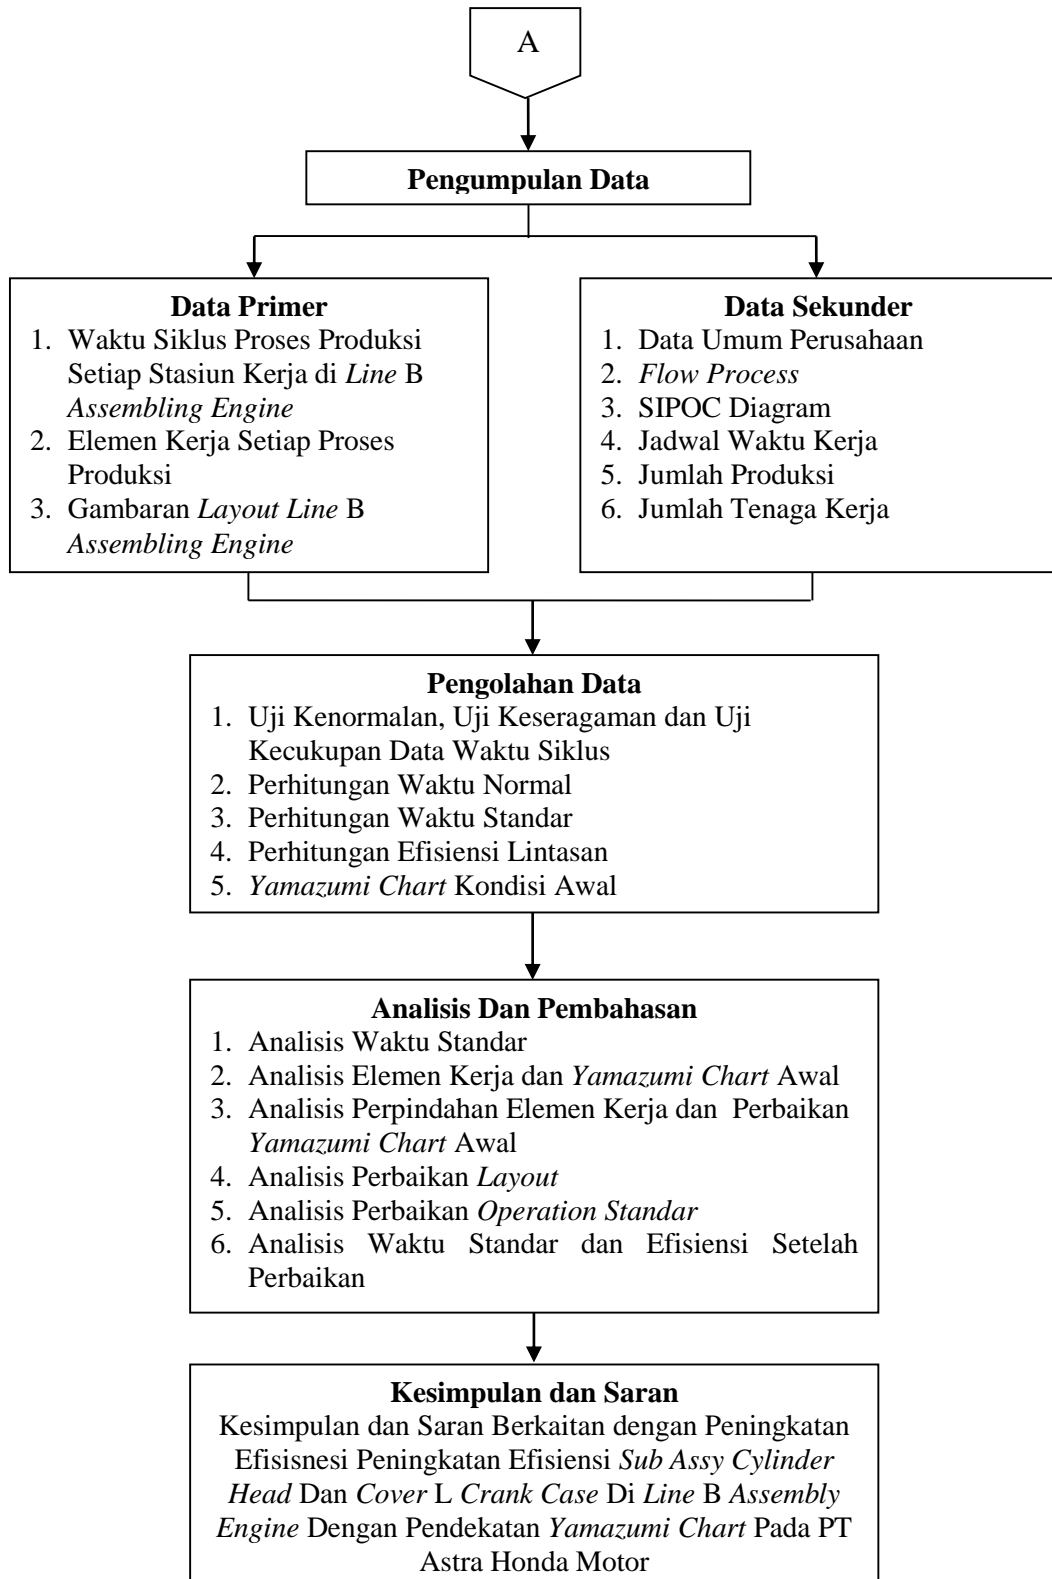 A
Pengumpulan Data
Data Primer
1. Waktu Siklus Proses Produksi
Setiap Stasiun Kerja di Line B
Assembling Engine
2. Elemen Kerja Setiap Proses
Produksi
3. Gambaran Layout Line B
Assembling Engine
Data Sekunder
1. Data Umum Perusahaan
2. Flow Process
3. SIPOC Diagram
4. Jadwal Waktu Kerja
5. Jumlah Produksi
6. Jumlah Tenaga Kerja
Pengolahan Data
1. Uji Kenormalan, Uji Keseragaman dan Uji
Kecukupan Data Waktu Siklus
2. Perhitungan Waktu Normal
3. Perhitungan Waktu Standar
4. Perhitungan Efisiensi Lintasan
5. Yamazumi Chart Kondisi Awal
Analisis Dan Pembahasan
1. Analisis Waktu Standar
2. Analisis Elemen Kerja dan Yamazumi Chart Awal
3. Analisis Perpindahan Elemen Kerja dan Perbaikan
Yamazumi Chart Awal
4. Analisis Perbaikan Layout
5. Analisis Perbaikan Operation Standar
6. Analisis Waktu Standar dan Efisiensi Setelah
Perbaikan
Kesimpulan dan Saran
Kesimpulan dan Saran Berkaitan dengan Peningkatan
Efisisnesi Peningkatan Efisiensi Sub Assy Cylinder
Head Dan Cover L Crank Case Di Line B Assembly
Engine Dengan Pendekatan Yamazumi Chart Pada PT
Astra Honda Motor